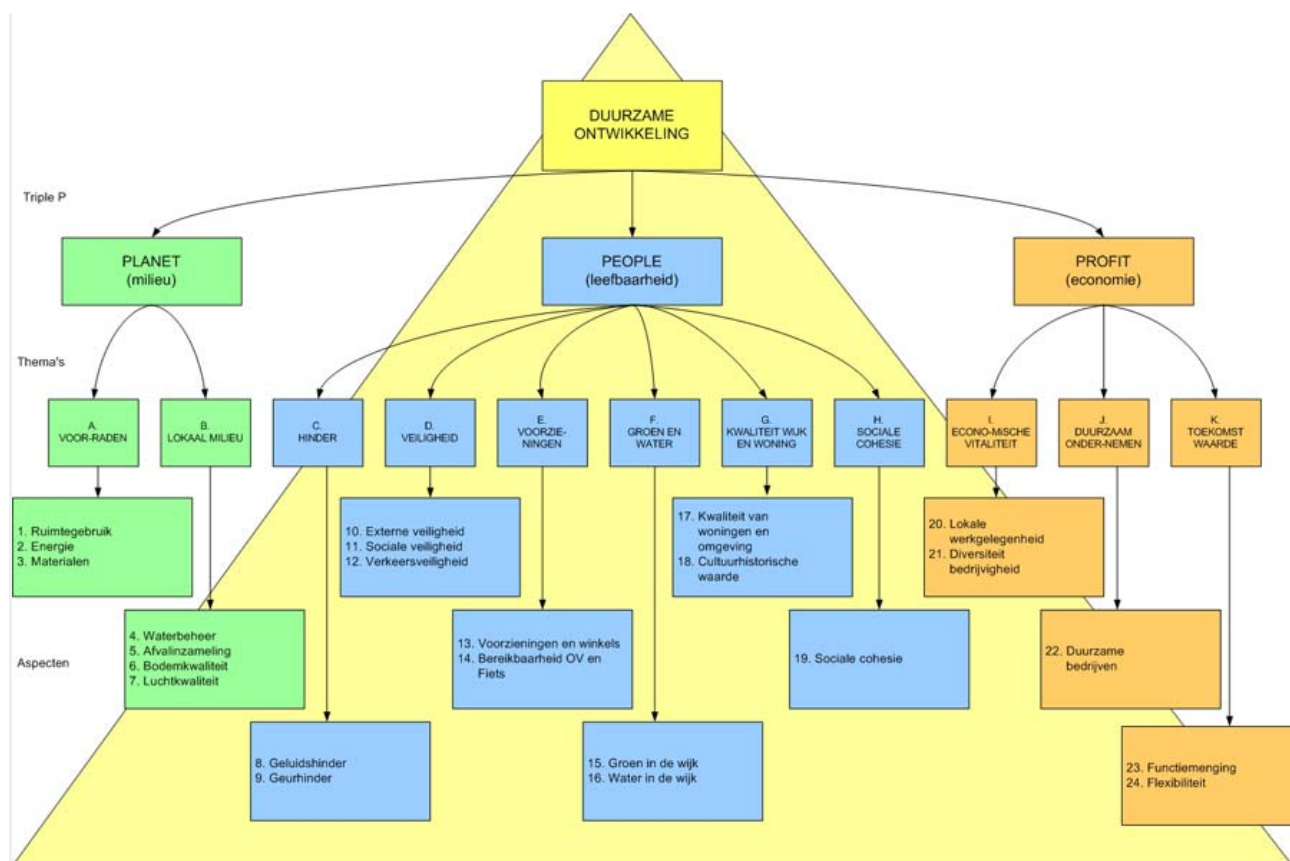 DUURZAME
ONTWIKKELING
Triple P
PLANET
(milieu)
PEOPLE
(leefbaarheid)
PROFIT
(economie)
Thema's
A.
VOOR-RADEN
B.
LOKAAL MILIEU
C.
HINDER
D.
VEILIGHEID
E.
VOORZIE-
NINGEN
F.
GROEN EN
WATER
G.
KWALITEIT WIJK
EN WONING
H.
SOCIALE
COHESIE
I.
ECONO-MISCHE
VITALITEIT
J.
DUURZAAM
ONDER-NEMEN
K.
TOEKOMST
WAARDE
Aspecten
1. Ruimtegebruik
2. Energie
3. Materialen
4. Waterbeheer
5. Afvalinzameling
6. Bodemkwaliteit
7. Luchtkwaliteit
8. Geluidshinder
9. Geurhinder
10. Externe veiligheid
11. Sociale veiligheid
12. Verkeersveiligheid
13. Voorzieningen en winkels
14. Bereikbaarheid OV en
Fiets
15. Groen in de wijk
16. Water in de wijk
17. Kwaliteit van
woningen en
omgeving
18. Cultuurhistorische
waarde
19. Sociale cohesie
20. Lokale
werkgelegenheid
21. Diversiteit
bedrijvigheid
22. Duurzame
bedrijven
23. Functiemenging
24. Flexibiliteit